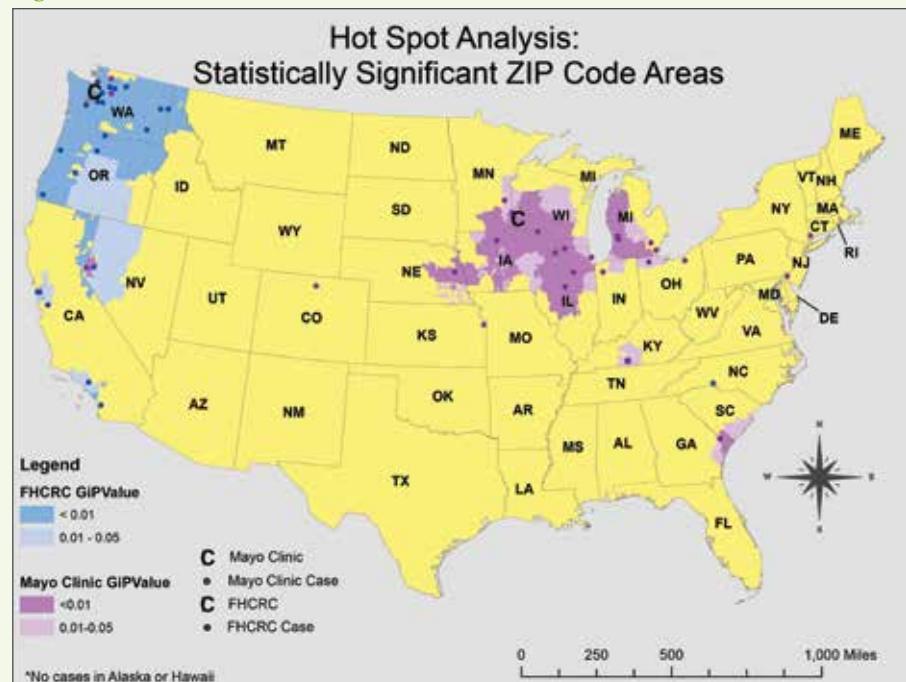 Hot Spot Analysis:
Statistically Significant ZIP Code Areas
C
WA
MT
ND
MN
MI
ME
VT
NH
OR
ID
SD
C
WI
MI
NY
MA
CT
WY
RI
NV
NE
IA
PA
NJ
CA
UT
CO
IL
IN
OH
MD
DE
WV
KS
MO
KY
VA
AZ
NM
OK
AR
TN
NC
SC
MS
AL
GA
TX
LA
FL
N
W
E
S
Legend
FHCRC GiPValue
< 0.01
0.01 - 0.05
Mayo Clinic GiPValue
<0.01
0.01-0.05
C Mayo Clinic
Mayo Clinic Case
C FHCRC
FHCRC Case
0 250 500 1,000 Miles
*No cases in Alaska or Hawaii